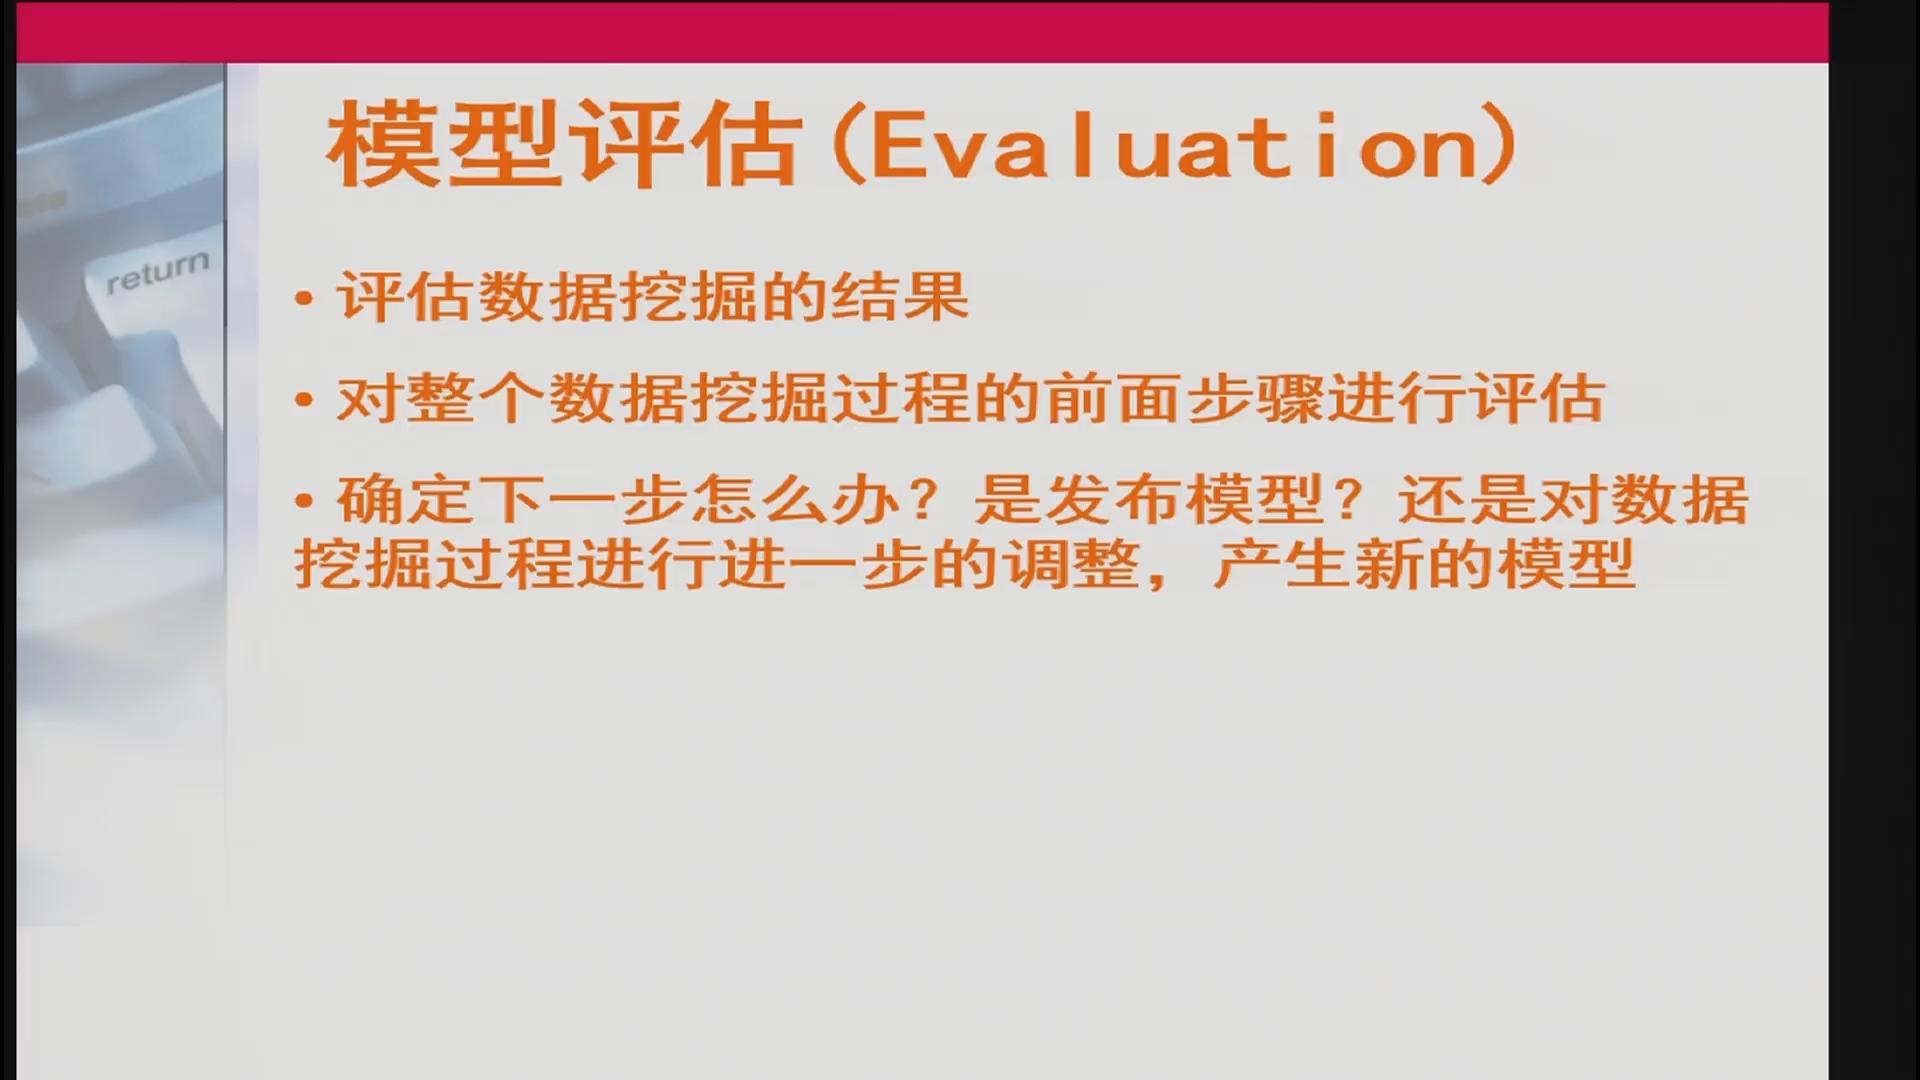 模型评估(Evaluation)
return
• 评估数据挖掘的结果
• 对整个数据挖掘过程的前面步骤进行评估
• 确定下一步怎么办？是发布模型？还是对数据
挖掘过程进行进一步的调整，产生新的模型